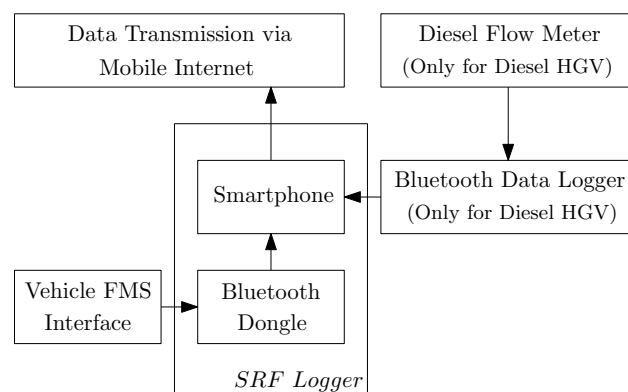 Data Transmission via
Mobile Internet
Diesel Flow Meter
(Only for Diesel HGV)
Smartphone
Bluetooth Data Logger
(Only for Diesel HGV)
Vehicle FMS
Interface
Bluetooth
Dongle
SRF Logger